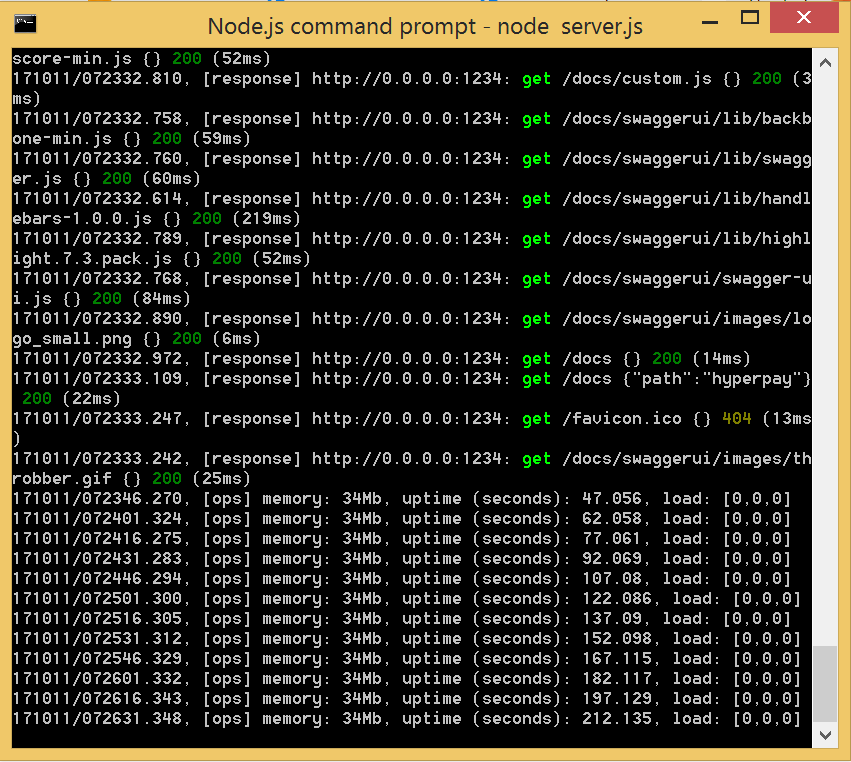 Node.js command prompt - node  server.js
score-min.js {} 200 (52ms)
171011/072332.810, [response] http://0.0.0.0:1234: get /docs/custom.js {} 200 (3
ms)
171011/072332.758, [response] http://0.0.0.0:1234: get /docs/swaggerui/lib/backb
one-min.js {} 200 (59ms)
171011/072332.760, [response] http://0.0.0.0:1234: get /docs/swaggerui/lib/swagg
er.js {} 200 (60ms)
171011/072332.614, [response] http://0.0.0.0:1234: get /docs/swaggerui/lib/handl
ebars-1.0.0.js {} 200 (219ms)
171011/072332.789, [response] http://0.0.0.0:1234: get /docs/swaggerui/lib/highl
ight.7.3.pack.js {} 200 (52ms)
171011/072332.768, [response] http://0.0.0.0:1234: get /docs/swaggerui/swagger-u
i.js {} 200 (84ms)
171011/072332.890, [response] http://0.0.0.0:1234: get /docs/swaggerui/images/lo
go_small.png {} 200 (6ms)
171011/072332.972, [response] http://0.0.0.0:1234: get /docs {} 200 (14ms)
171011/072333.109, [response] http://0.0.0.0:1234: get /docs {"path":"hyperpay"}
 200 (22ms)
171011/072333.247, [response] http://0.0.0.0:1234: get /favicon.ico {} 404 (13ms
)
171011/072333.242, [response] http://0.0.0.0:1234: get /docs/swaggerui/images/th
robber.gif {} 200 (25ms)
171011/072346.270, [ops] memory: 34Mb, uptime (seconds): 47.056, load: [0,0,0]
171011/072401.324, [ops] memory: 34Mb, uptime (seconds): 62.058, load: [0,0,0]
171011/072416.275, [ops] memory: 34Mb, uptime (seconds): 77.061, load: [0,0,0]
171011/072431.283, [ops] memory: 34Mb, uptime (seconds): 92.069, load: [0,0,0]
171011/072446.294, [ops] memory: 34Mb, uptime (seconds): 107.08, load: [0,0,0]
171011/072501.300, [ops] memory: 34Mb, uptime (seconds): 122.086, load: [0,0,0]
171011/072516.305, [ops] memory: 34Mb, uptime (seconds): 137.09, load: [0,0,0]
171011/072531.312, [ops] memory: 34Mb, uptime (seconds): 152.098, load: [0,0,0]
171011/072546.329, [ops] memory: 34Mb, uptime (seconds): 167.115, load: [0,0,0]
171011/072601.332, [ops] memory: 34Mb, uptime (seconds): 182.117, load: [0,0,0]
171011/072616.343, [ops] memory: 34Mb, uptime (seconds): 197.129, load: [0,0,0]
171011/072631.348, [ops] memory: 34Mb, uptime (seconds): 212.135, load: [0,0,0]